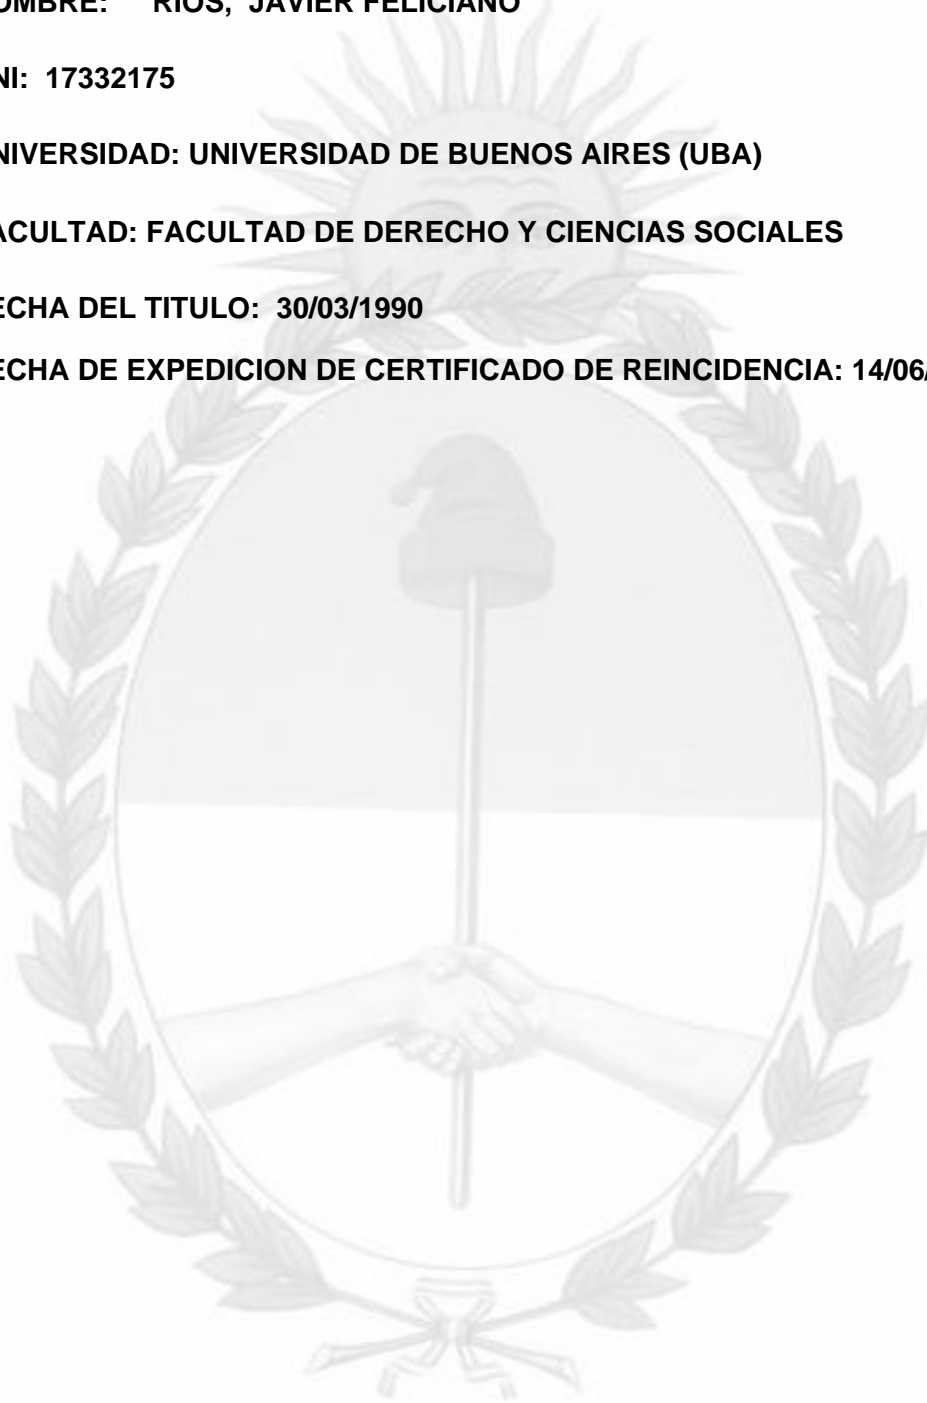 OMBRE: RIOS, JAVIER FELICIANO
NI: 17332175
NIVERSIDAD: UNIVERSIDAD DE BUENOS AIRES (UBA)
ACULTAD: FACULTAD DE DERECHO Y CIENCIAS SOCIALES
ECHA DEL TITULO: 30/03/1990
ECHA DE EXPEDICION DE CERTIFICADO DE REINCIDENCIA: 14/06/